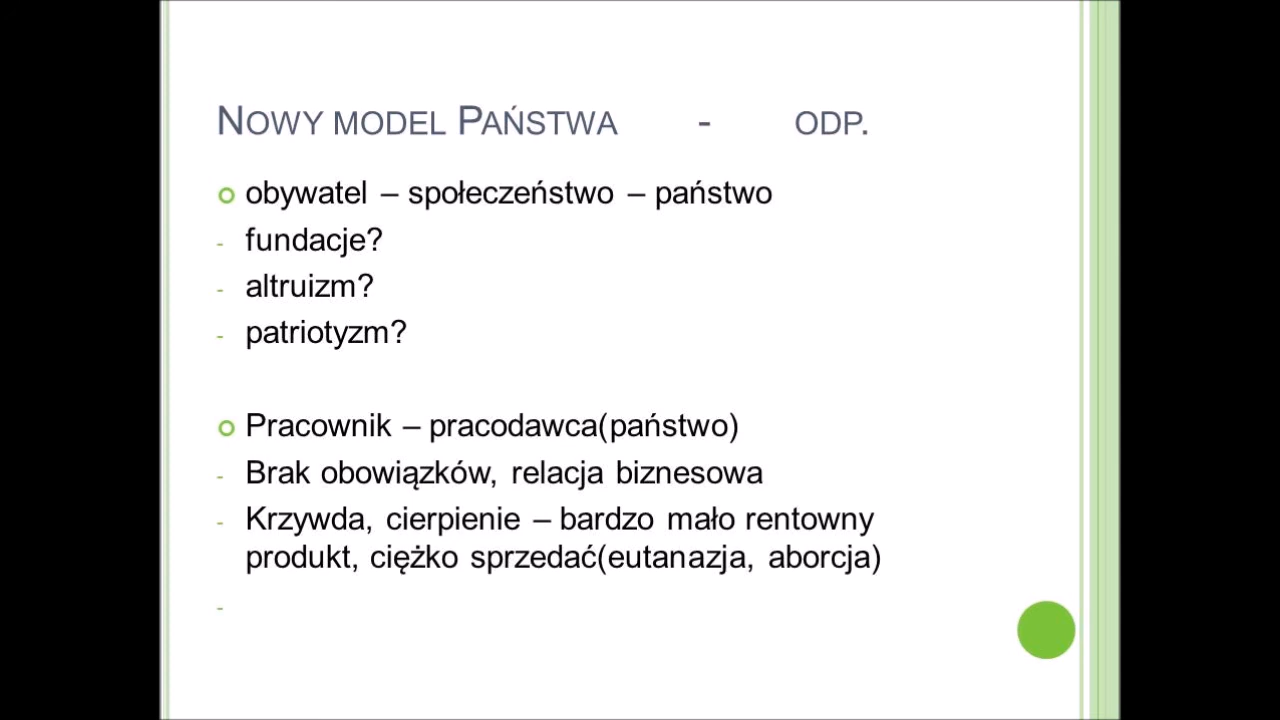 Nowy model Państwa - odp.
obywatel – społeczeństwo – państwo
- fundacje?
- altruizm?
- patriotyzm?
Pracownik – pracodawca(państwo)
- Brak obowiązków, relacja biznesowa
- Krzywda, cierpienie – bardzo mało rentowny
produkt, ciężko sprzedać(eutanazja, aborcja)
-